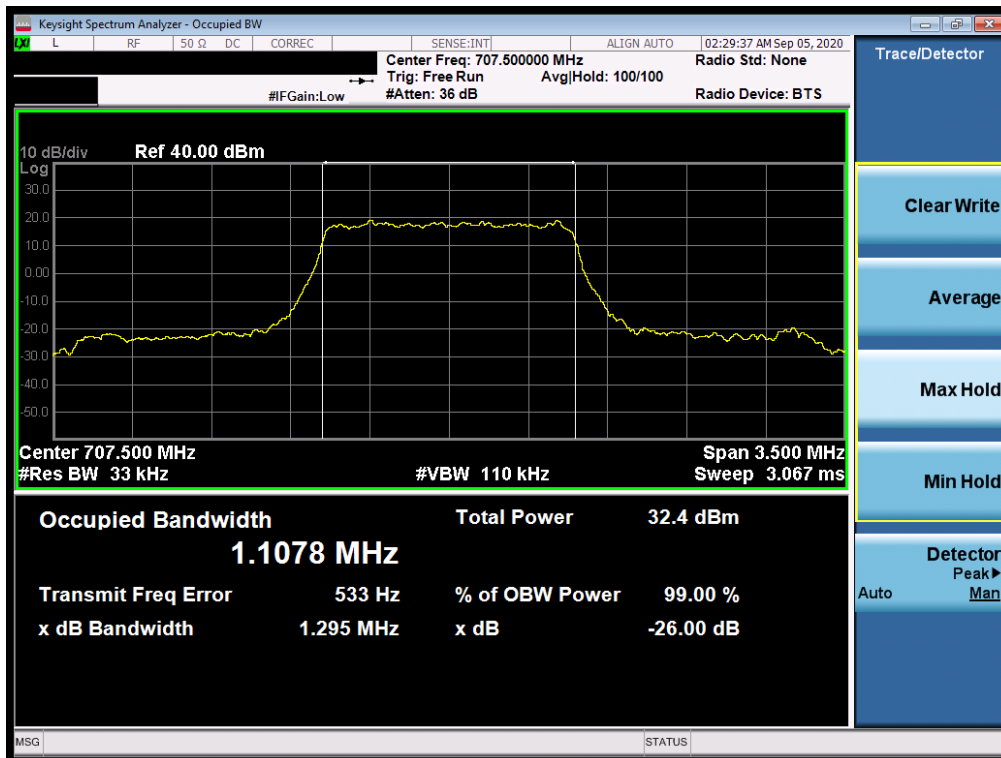 Keysight Spectrum Analyzer - Occupied BW
LXI L RF 50 Ω DC CORREC SENSE:INT ALIGN AUTO 02:29:37 AM Sep 05, 2020
Center Freq: 707.500000 MHz Radio Std: None
Trig: Free Run Avg|Hold: 100/100
#IFGain:Low #Atten: 36 dB Radio Device: BTS
10 dB/div Ref 40.00 dBm
Log
30.0
20.0
10.0
0.00
-10.0
-20.0
-30.0
-40.0
-50.0
Center 707.500 MHz Span 3.500 MHz
#Res BW 33 kHz #VBW 110 kHz Sweep 3.067 ms
Occupied Bandwidth Total Power 32.4 dBm
1.1078 MHz
Transmit Freq Error 533 Hz % of OBW Power 99.00 %
x dB Bandwidth 1.295 MHz x dB -26.00 dB
MSG STATUS
Trace/Detector
Clear Write
Average
Max Hold
Min Hold
Detector
Peak▶
Auto Man